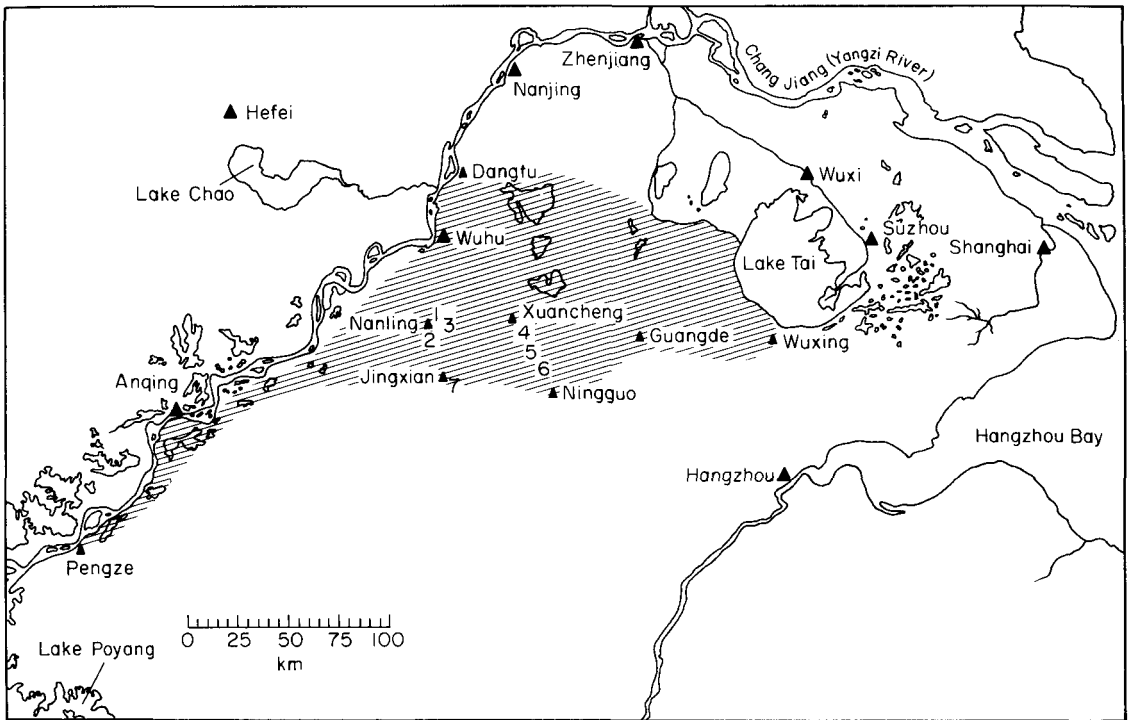 Zhenjiang
Chang Jiang (Yangzi River)
Nanjing
Hefei
Lake Chao
Dangtu
Wuxi
Wuhu
Suzhou
Shanghai
Lake Tai
Nanling
1
3
2
Xuancheng
4
5
6
Guangde
Wuxing
Jingxian
7
Ningguo
Anqing
Hangzhou Bay
Hangzhou
Pengze
0 25 50 75 100
km
Lake Poyang